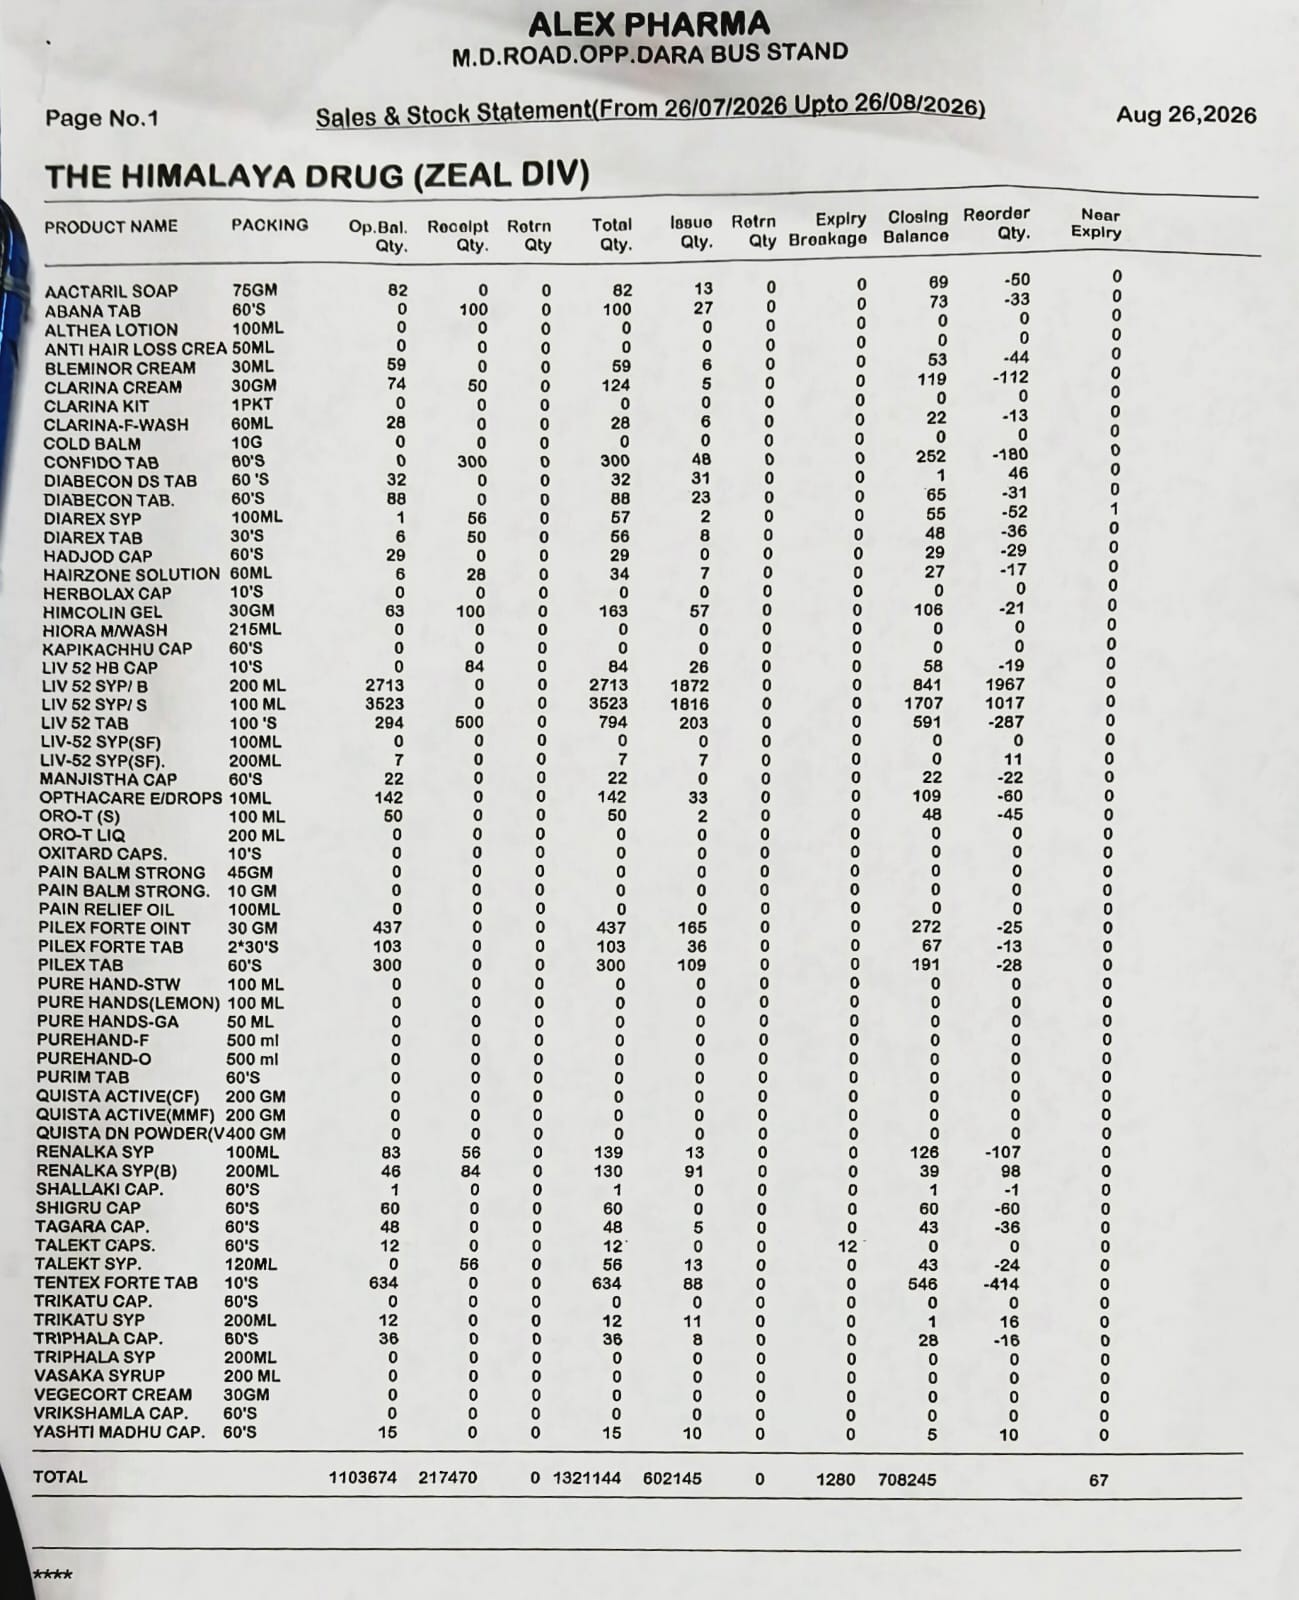 ALEX PHARMA
M.D.ROAD.OPP.DARA BUS STAND
Page No.1 Sales & Stock Statement(From 26/07/2026 Upto 26/08/2026) Aug 26,2026
THE HIMALAYA DRUG (ZEAL DIV)
PRODUCT NAME PACKING Op.Bal. Qty. Receipt Qty. Retrn Qty Total Qty. Issue Qty. Retrn Qty Expiry Breakage Closing Balance Reorder Qty. Near Expiry
AACTARIL SOAP 75GM 82 0 0 82 13 0 0 69 -50 0
ABANA TAB 60'S 0 100 0 100 27 0 0 73 -33 0
ALTHEA LOTION 100ML 0 0 0 0 0 0 0 0 0 0
ANTI HAIR LOSS CREA 50ML 0 0 0 0 0 0 0 0 0 0
BLEMINOR CREAM 30ML 59 0 0 59 6 0 0 53 -44 0
CLARINA CREAM 30GM 74 50 0 124 5 0 0 119 -112 0
CLARINA KIT 1PKT 0 0 0 0 0 0 0 0 0 0
CLARINA-F-WASH 60ML 28 0 0 28 6 0 0 22 -13 0
COLD BALM 10G 0 0 0 0 0 0 0 0 0 0
CONFIDO TAB 60'S 0 300 0 300 48 0 0 252 -180 0
DIABECON DS TAB 60 'S 32 0 0 32 31 0 0 1 46 0
DIABECON TAB. 60'S 88 0 0 88 23 0 0 65 -31 0
DIAREX SYP 100ML 1 56 0 57 2 0 0 55 -52 1
DIAREX TAB 30'S 6 50 0 56 8 0 0 48 -36 0
HADJOD CAP 60'S 29 0 0 29 0 0 0 29 -29 0
HAIRZONE SOLUTION 60ML 6 28 0 34 7 0 0 27 -17 0
HERBOLAX CAP 10'S 0 0 0 0 0 0 0 0 0 0
HIMCOLIN GEL 30GM 63 100 0 163 57 0 0 106 -21 0
HIORA M/WASH 215ML 0 0 0 0 0 0 0 0 0 0
KAPIKACHHU CAP 60'S 0 0 0 0 0 0 0 0 0 0
LIV 52 HB CAP 10'S 0 84 0 84 26 0 0 58 -19 0
LIV 52 SYP/ B 200 ML 2713 0 0 2713 1872 0 0 841 1967 0
LIV 52 SYP/ S 100 ML 3523 0 0 3523 1816 0 0 1707 1017 0
LIV 52 TAB 100 'S 294 500 0 794 203 0 0 591 -287 0
LIV-52 SYP(SF) 100ML 0 0 0 0 0 0 0 0 0 0
LIV-52 SYP(SF). 200ML 7 0 0 7 7 0 0 0 11 0
MANJISTHA CAP 60'S 22 0 0 22 0 0 0 22 -22 0
OPTHACARE E/DROPS 10ML 142 0 0 142 33 0 0 109 -60 0
ORO-T (S) 100 ML 50 0 0 50 2 0 0 48 -45 0
ORO-T LIQ 200 ML 0 0 0 0 0 0 0 0 0 0
OXITARD CAPS. 10'S 0 0 0 0 0 0 0 0 0 0
PAIN BALM STRONG 45GM 0 0 0 0 0 0 0 0 0 0
PAIN BALM STRONG. 10 GM 0 0 0 0 0 0 0 0 0 0
PAIN RELIEF OIL 100ML 0 0 0 0 0 0 0 0 0 0
PILEX FORTE OINT 30 GM 437 0 0 437 165 0 0 272 -25 0
PILEX FORTE TAB 2*30'S 103 0 0 103 36 0 0 67 -13 0
PILEX TAB 60'S 300 0 0 300 109 0 0 191 -28 0
PURE HAND-STW 100 ML 0 0 0 0 0 0 0 0 0 0
PURE HANDS(LEMON) 100 ML 0 0 0 0 0 0 0 0 0 0
PURE HANDS-GA 50 ML 0 0 0 0 0 0 0 0 0 0
PUREHAND-F 500 ml 0 0 0 0 0 0 0 0 0 0
PUREHAND-O 500 ml 0 0 0 0 0 0 0 0 0 0
PURIM TAB 60'S 0 0 0 0 0 0 0 0 0 0
QUISTA ACTIVE(CF) 200 GM 0 0 0 0 0 0 0 0 0 0
QUISTA ACTIVE(MMF) 200 GM 0 0 0 0 0 0 0 0 0 0
QUISTA DN POWDER(V400 GM 0 0 0 0 0 0 0 0 0 0
RENALKA SYP 100ML 83 56 0 139 13 0 0 126 -107 0
RENALKA SYP(B) 200ML 46 84 0 130 91 0 0 39 98 0
SHALLAKI CAP. 60'S 1 0 0 1 0 0 0 1 -1 0
SHIGRU CAP 60'S 60 0 0 60 0 0 0 60 -60 0
TAGARA CAP. 60'S 48 0 0 48 5 0 0 43 -36 0
TALEKT CAPS. 60'S 12 0 0 12 0 0 12 0 0 0
TALEKT SYP. 120ML 0 56 0 56 13 0 0 43 -24 0
TENTEX FORTE TAB 10'S 634 0 0 634 88 0 0 546 -414 0
TRIKATU CAP. 60'S 0 0 0 0 0 0 0 0 0 0
TRIKATU SYP 200ML 12 0 0 12 11 0 0 1 16 0
TRIPHALA CAP. 60'S 36 0 0 36 8 0 0 28 -16 0
TRIPHALA SYP 200ML 0 0 0 0 0 0 0 0 0 0
VASAKA SYRUP 200 ML 0 0 0 0 0 0 0 0 0 0
VEGECORT CREAM 30GM 0 0 0 0 0 0 0 0 0 0
VRIKSHAMLA CAP. 60'S 0 0 0 0 0 0 0 0 0 0
YASHTI MADHU CAP. 60'S 15 0 0 15 10 0 0 5 10 0
TOTAL 1103674 217470 0 1321144 602145 0 1280 708245 67
****